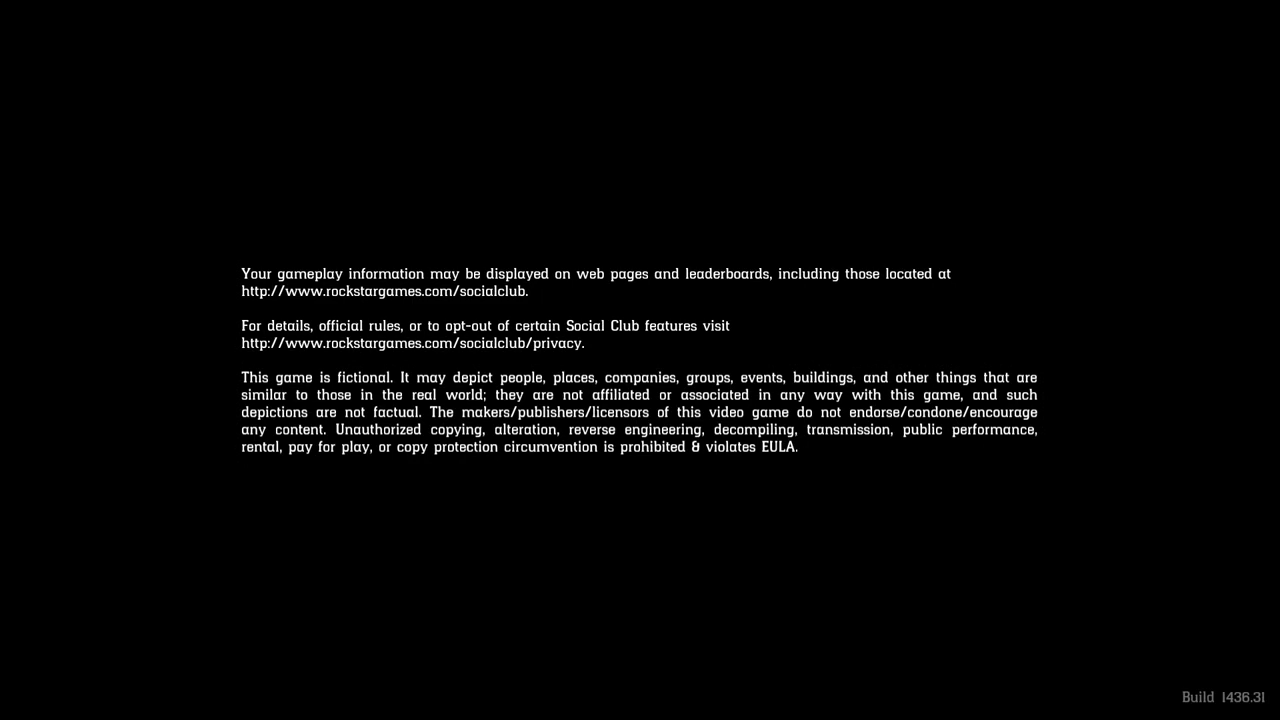 Your gameplay information may be displayed on web pages and leaderboards, including those located at
http://www.rockstargames.com/socialclub.
For details, official rules, or to opt-out of certain Social Club features visit
http://www.rockstargames.com/socialclub/privacy.
This game is fictional. It may depict people, places, companies, groups, events, buildings, and other things that are
similar to those in the real world; they are not affiliated or associated in any way with this game, and such
depictions are not factual. The makers/publishers/licensors of this video game do not endorse/condone/encourage
any content. Unauthorized copying, alteration, reverse engineering, decompiling, transmission, public performance,
rental, pay for play, or copy protection circumvention is prohibited & violates EULA.
Build 1436.31